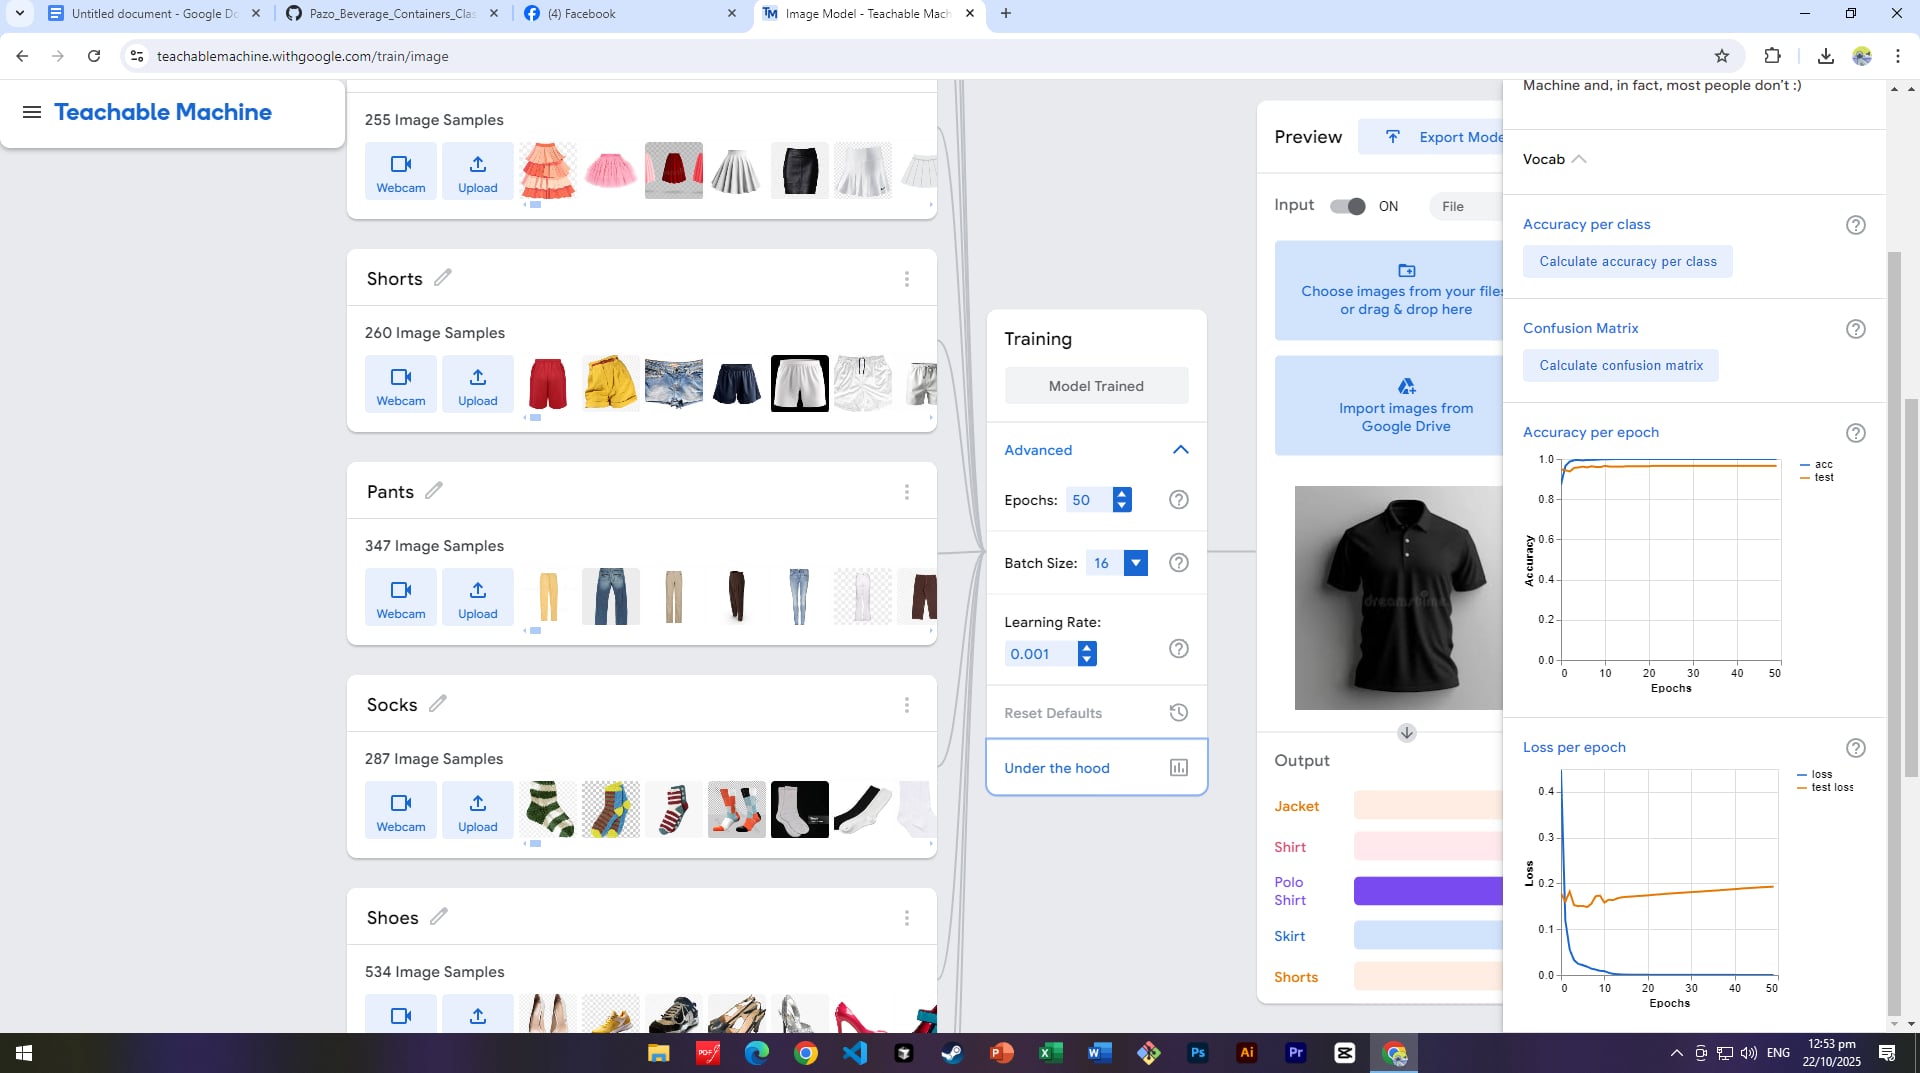 Untitled document - Google Do
Pazo_Beverage_Containers_Clas
(4) Facebook
Image Model - Teachable Mach
teachablemachine.withgoogle.com/train/image
Teachable Machine
255 Image Samples
Webcam
Upload
Shorts
260 Image Samples
Webcam
Upload
Pants
347 Image Samples
Webcam
Upload
Socks
287 Image Samples
Webcam
Upload
Shoes
534 Image Samples
Training
Model Trained
Advanced
Epochs: 50
Batch Size: 16
Learning Rate:
0.001
Reset Defaults
Under the hood
Preview
Export Mode
Input ON File
Choose images from your files
or drag & drop here
Import images from
Google Drive
dreamstime
Output
Jacket
Shirt
Polo
Shirt
Skirt
Shorts
Machine and, in fact, most people don't :)
Vocab
Accuracy per class
Calculate accuracy per class
Confusion Matrix
Calculate confusion matrix
Accuracy per epoch
1.0
0.8
0.6
0.4
0.2
0.0
Accuracy
0 10 20 30 40 50
Epochs
acc
test
Loss per epoch
0.4
0.3
0.2
0.1
0.0
Loss
0 10 20 30 40 50
Epochs
loss
test loss
PDF
Ps
Ai
Pr
ENG
12:53 pm
22/10/2025